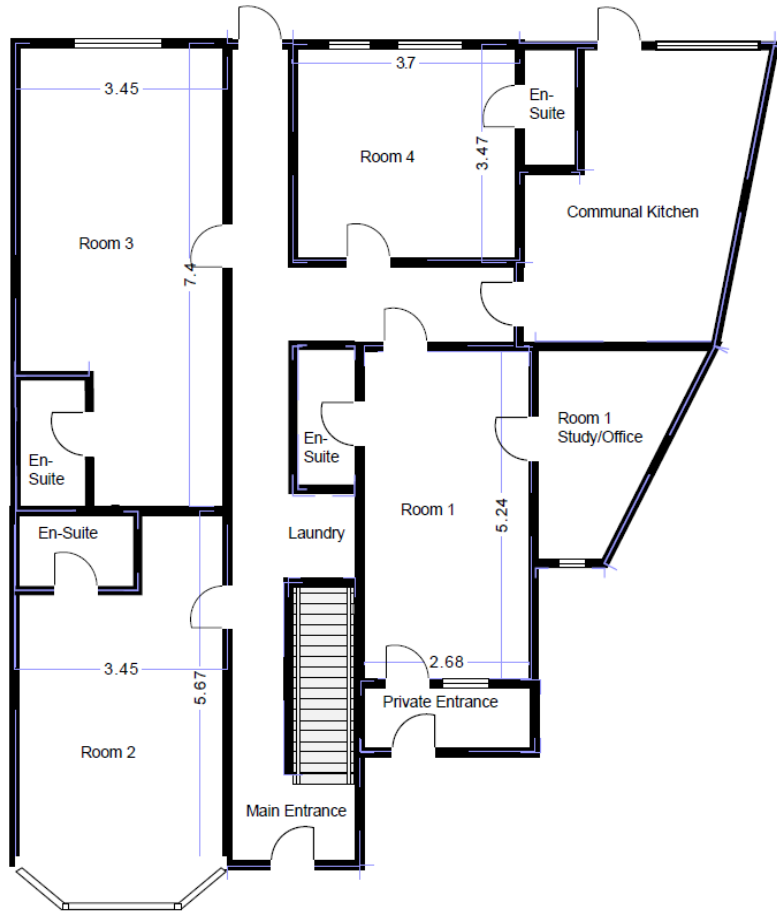 3.45
3.7
En-
Suite
Room 4
3.47
Communal Kitchen
Room 3
7.4
Room 1
Study/Office
En-
Suite
En-
Suite
Room 1
5.24
En-Suite
Laundry
3.45
2.68
5.67
Private Entrance
Room 2
Main Entrance